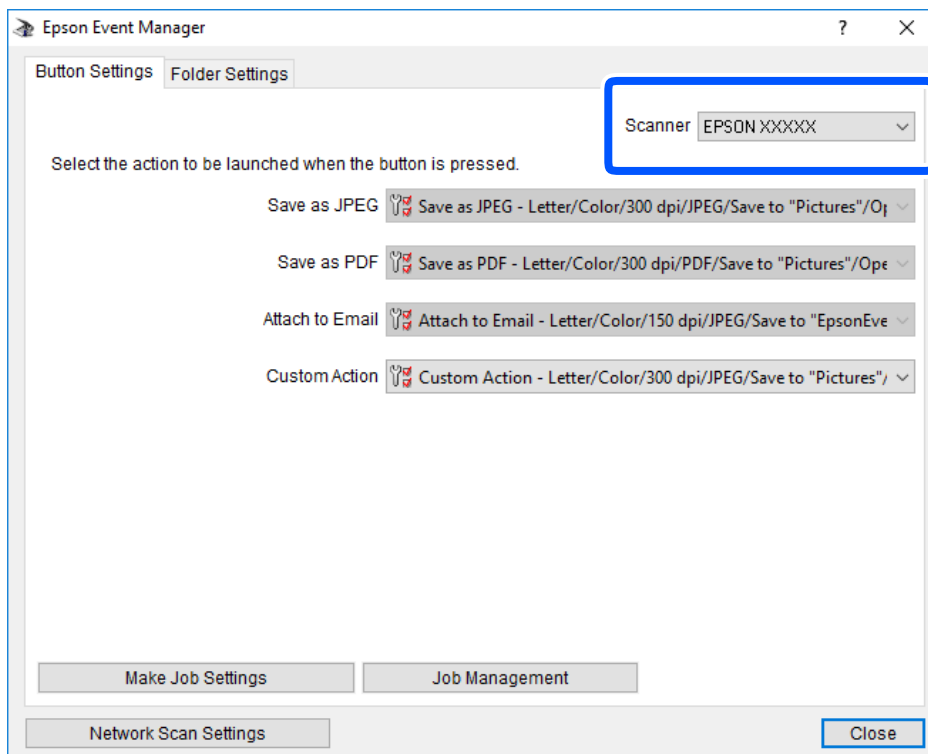 Epson Event Manager
Button Settings Folder Settings
Scanner EPSON XXXXX
Select the action to be launched when the button is pressed.
Save as JPEG Save as JPEG - Letter/Color/300 dpi/JPEG/Save to "Pictures"/Op
Save as PDF Save as PDF - Letter/Color/300 dpi/PDF/Save to "Pictures"/Ope
Attach to Email Attach to Email - Letter/Color/150 dpi/JPEG/Save to "EpsonEve
Custom Action Custom Action - Letter/Color/300 dpi/JPEG/Save to "Pictures"/
Make Job Settings Job Management
Network Scan Settings Close